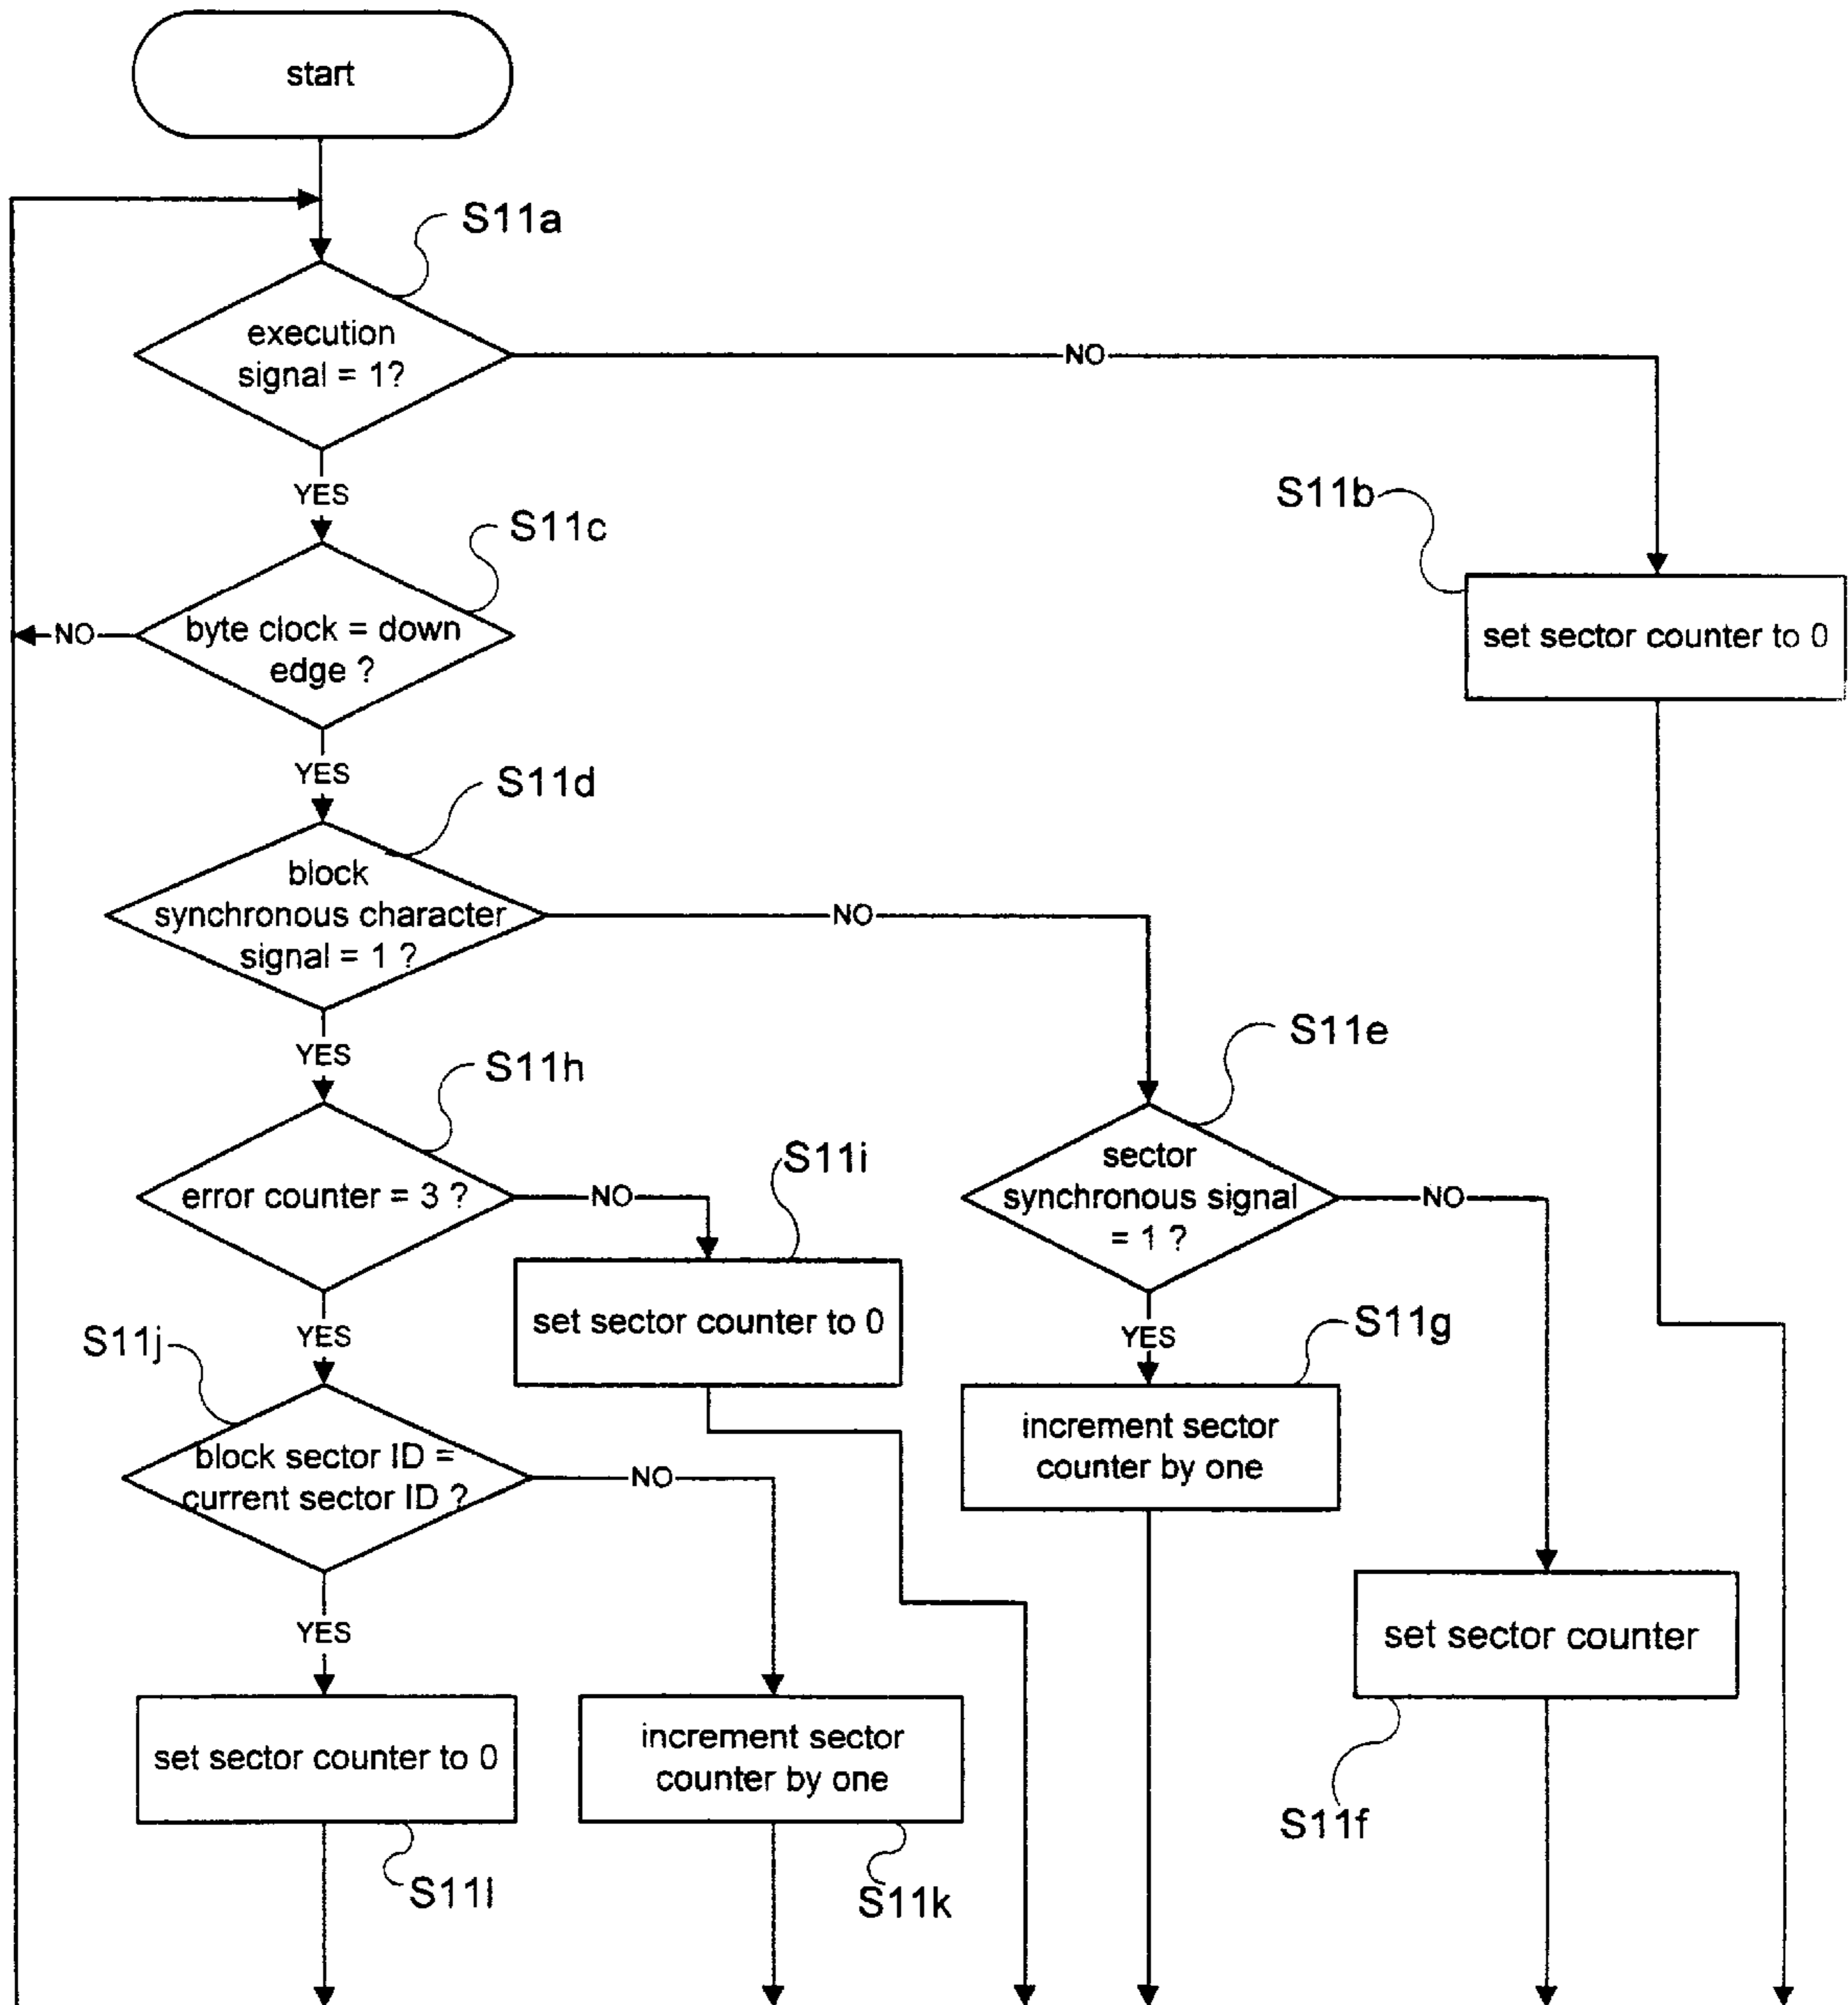 start
S11a
execution
signal = 1?
NO
YES
S11b
set sector counter to 0
S11c
byte clock = down
edge ?
NO
YES
S11d
block
synchronous character
signal = 1 ?
NO
YES
S11e
sector
synchronous signal
= 1 ?
NO
YES
S11h
error counter = 3 ?
NO
YES
S11i
set sector counter to 0
S11g
increment sector
counter by one
S11j
block sector ID =
current sector ID ?
NO
YES
set sector counter
S11f
set sector counter to 0
S11l
increment sector
counter by one
S11k